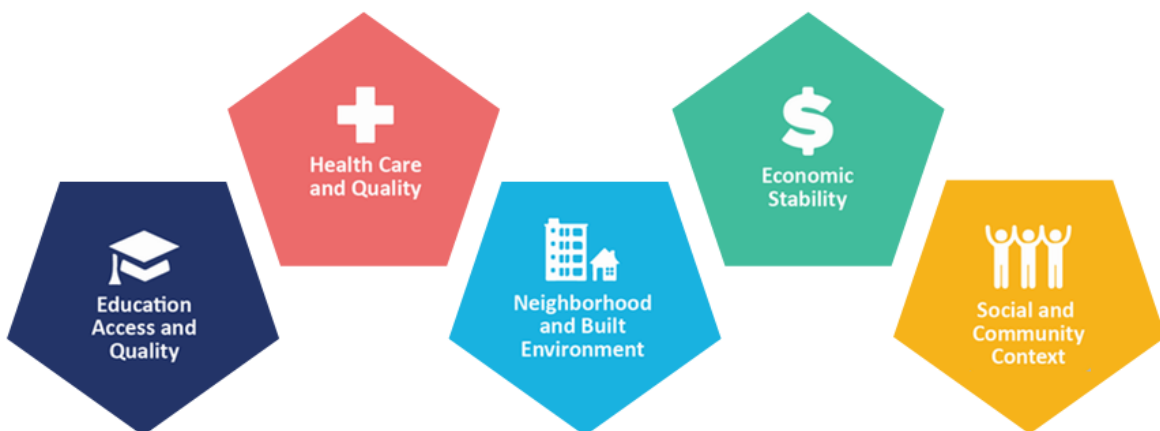 Education
Access and
Quality
Health Care
and Quality
Neighborhood
and Built
Environment
$
Economic
Stability
Social and
Community
Context